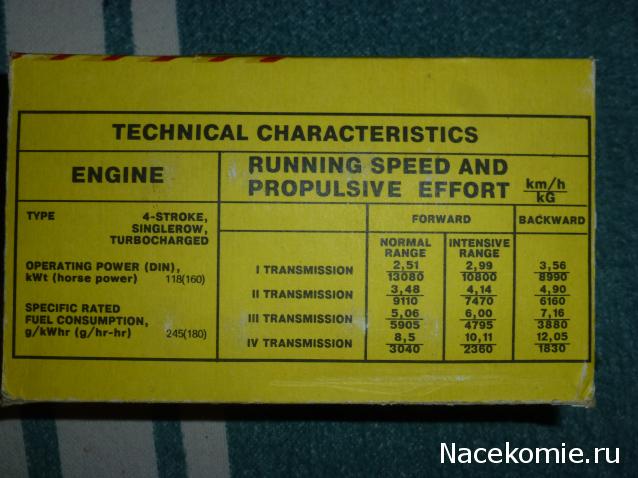 TECHNICAL CHARACTERISTICS
ENGINE
RUNNING SPEED AND
PROPULSIVE EFFORT km/h
kG
TYPE 4-STROKE,
SINGLEROW,
TURBOCHARGED
OPERATING POWER (DIN),
kWt (horse power) 118(160)
SPECIFIC RATED
FUEL CONSUMPTION,
g/kWhr (g/hr-hr) 245(180)
FORWARD BACKWARD
NORMAL RANGE INTENSIVE RANGE
I TRANSMISSION 2,51 2,99 3,56
13080 10800 8990
II TRANSMISSION 3,48 4,14 4,90
9110 7470 6160
III TRANSMISSION 5,06 6,00 7,16
5905 4795 3880
IV TRANSMISSION 8,5 10,11 12,05
3040 2360 1830
Nacekomie.ru